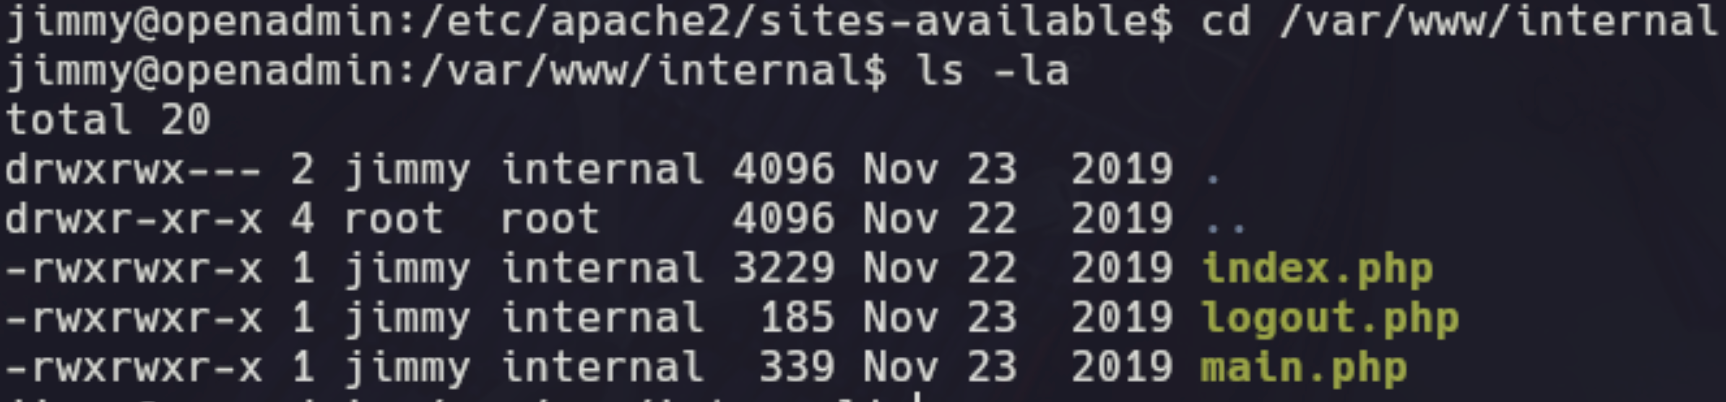 jimmy@openadmin:/etc/apache2/sites-available$ cd /var/www/internal
jimmy@openadmin:/var/www/internal$ ls -la
total 20
drwxrwx--- 2 jimmy internal 4096 Nov 23  2019 .
drwxr-xr-x 4 root  root     4096 Nov 22  2019 ..
-rwxrwxr-x 1 jimmy internal 3229 Nov 22  2019 index.php
-rwxrwxr-x 1 jimmy internal  185 Nov 23  2019 logout.php
-rwxrwxr-x 1 jimmy internal  339 Nov 23  2019 main.php